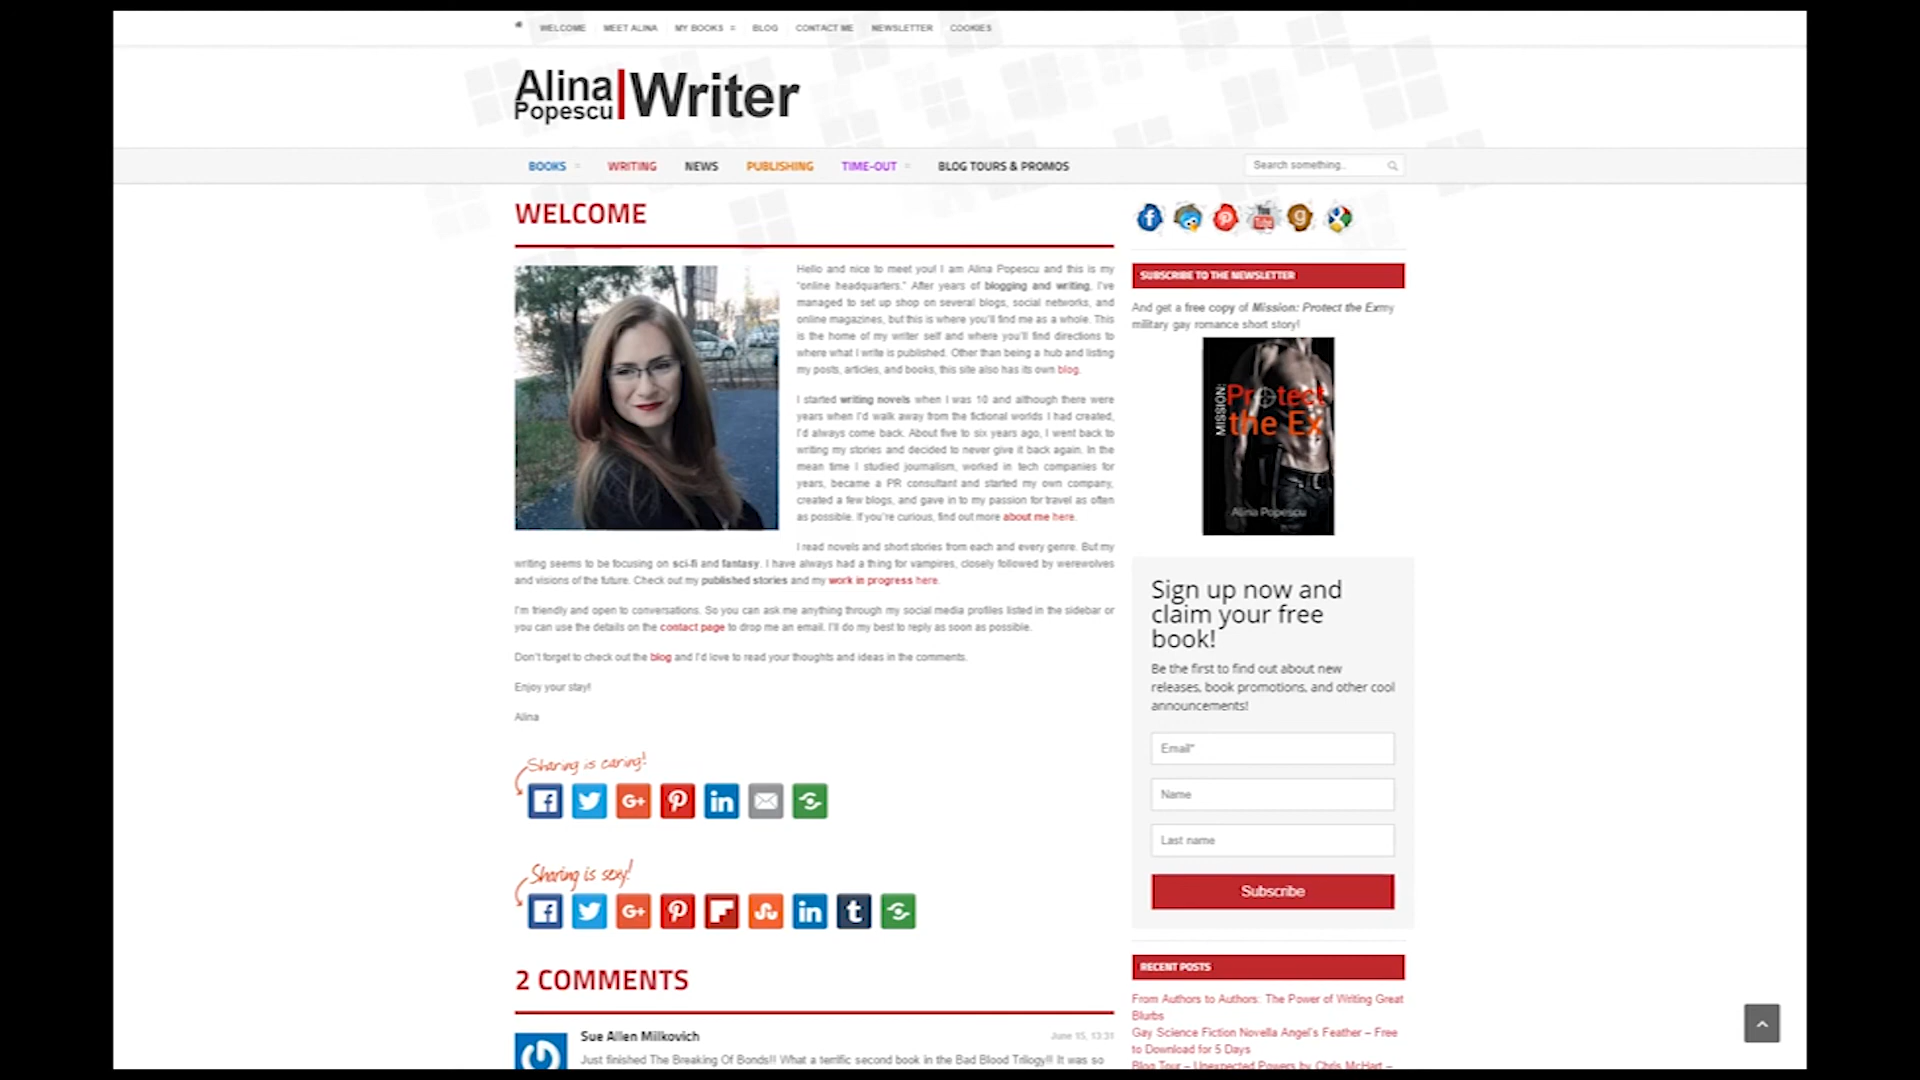 WELCOME MEET ALINA MY BOOKS BLOG CONTACT ME NEWSLETTER COOKIES
Alina
Popescu
Writer
BOOKS WRITING NEWS PUBLISHING TIME-OUT BLOG TOURS & PROMOS
Search something..
WELCOME
Hello and nice to meet you! I am Alina Popescu and this is my
"online headquarters." After years of blogging and writing, I've
managed to set up shop on several blogs, social networks, and
online magazines, but this is where you'll find me as a whole. This
is the home of my writer self and where you'll find directions to
where what I write is published. Other than being a hub and listing
my posts, articles, and books, this site also has its own blog.
I started writing novels when I was 10 and although there were
years when I'd walk away from the fictional worlds I had created,
I'd always come back. About five to six years ago, I went back to
writing my stories and decided to never give it back again. In the
mean time I studied journalism, worked in tech companies for
years, became a PR consultant and started my own company,
created a few blogs, and gave in to my passion for travel as often
as possible. If you're curious, find out more about me here.
I read novels and short stories from each and every genre. But my
writing seems to be focusing on sci-fi and fantasy. I have always had a thing for vampires, closely followed by werewolves
and visions of the future. Check out my published stories and my work in progress here.
I'm friendly and open to conversations. So you can ask me anything through my social media profiles listed in the sidebar or
you can use the details on the contact page to drop me an email. I'll do my best to reply as soon as possible.
Don't forget to check out the blog and I'd love to read your thoughts and ideas in the comments.
Enjoy your stay!
Alina
Sharing is caring!
Sharing is sexy!
2 COMMENTS
Sue Allen Milkovich
June 15, 13:31
Just finished The Breaking Of Bonds!! What a terrific second book in the Bad Blood Trilogy!! It was so
SUBSCRIBE TO THE NEWSLETTER
And get a free copy of Mission: Protect the Exmy
military gay romance short story!
MISSION:
Protect
the Ex
Alina Popescu
Sign up now and
claim your free
book!
Be the first to find out about new
releases, book promotions, and other cool
announcements!
Email*
Name
Last name
Subscribe
RECENT POSTS
From Authors to Authors: The Power of Writing Great
Blurbs
Gay Science Fiction Novella Angel's Feather – Free
to Download for 5 Days
Blog Tour – Unexpected Powers by Chris McHart –